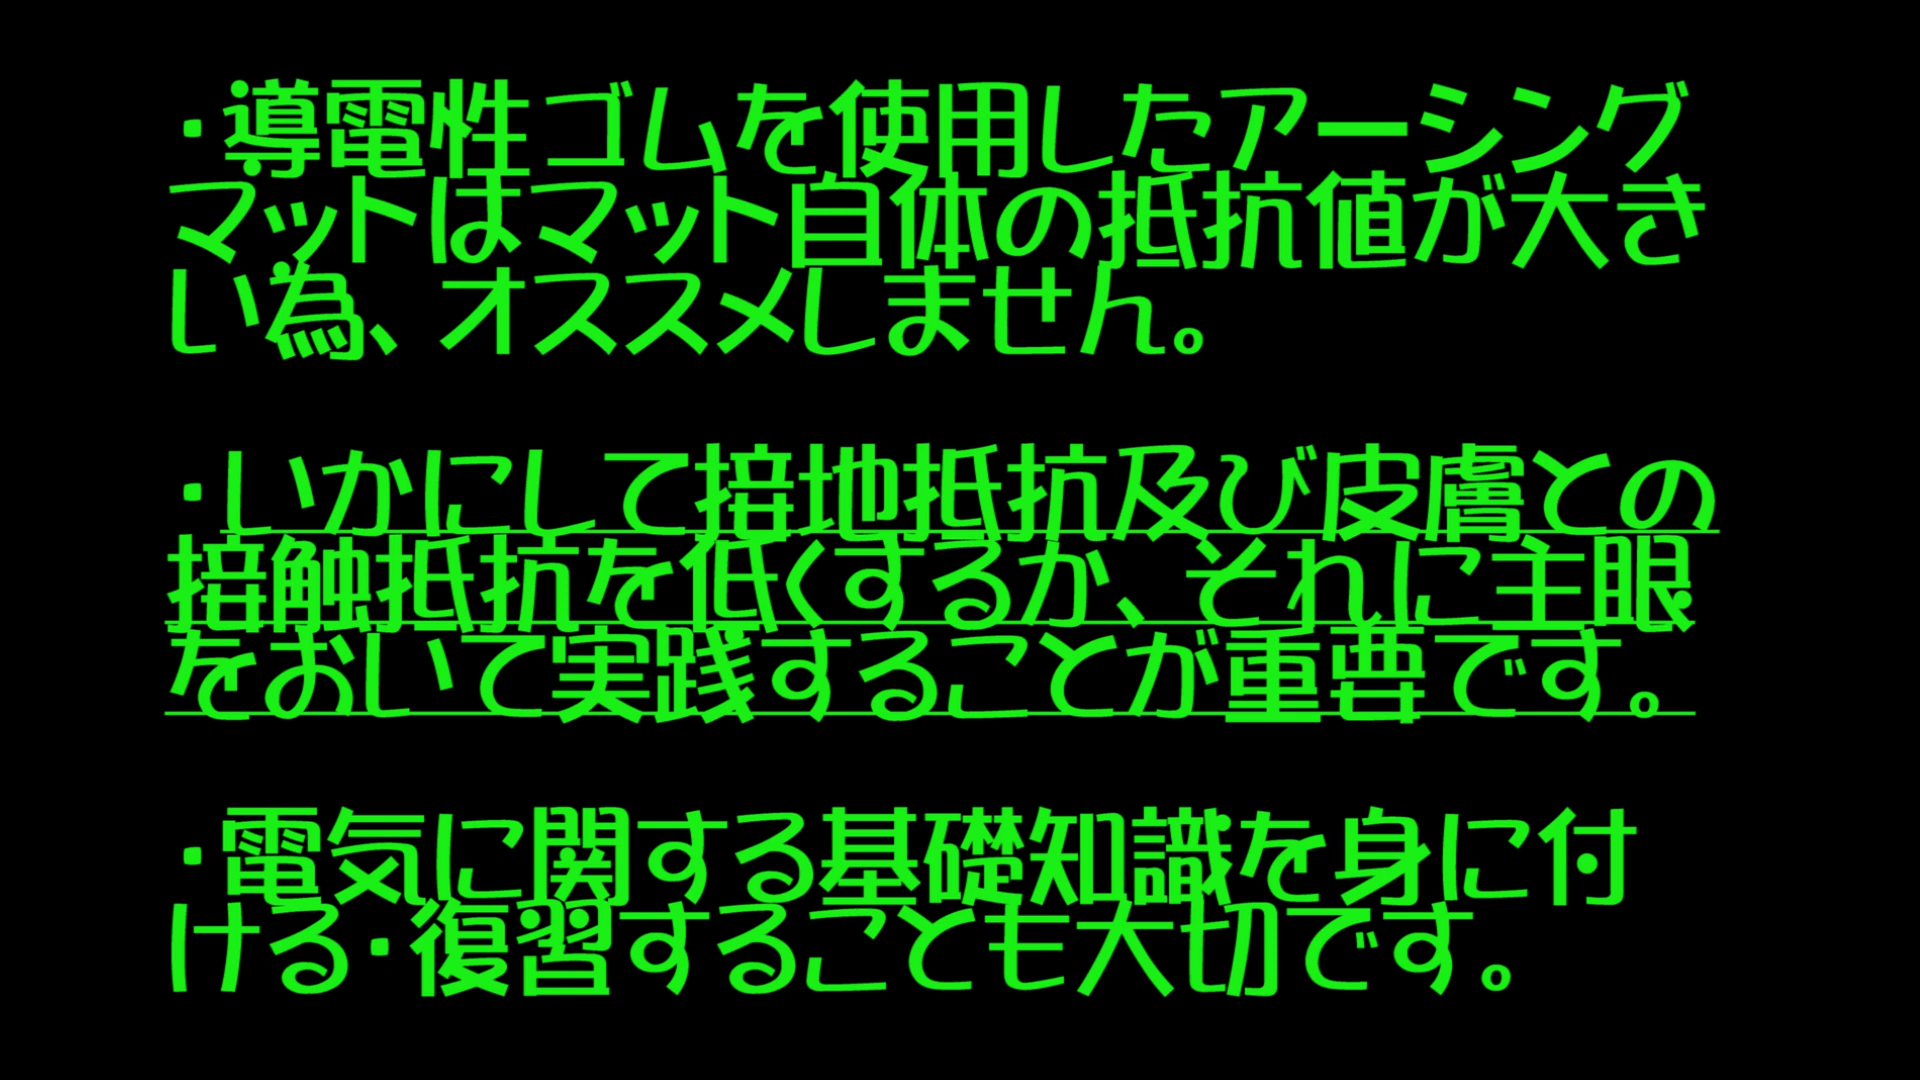 ・導電性ゴムを使用したアーシング
マットはマット自体の抵抗値が大き
い為、オススメしません。
・いかにして接地抵抗及び皮膚との
接触抵抗を低くするか、それに主眼
をおいて実践することが重要です。
・電気に関する基礎知識を身に付
ける・復習することも大切です。